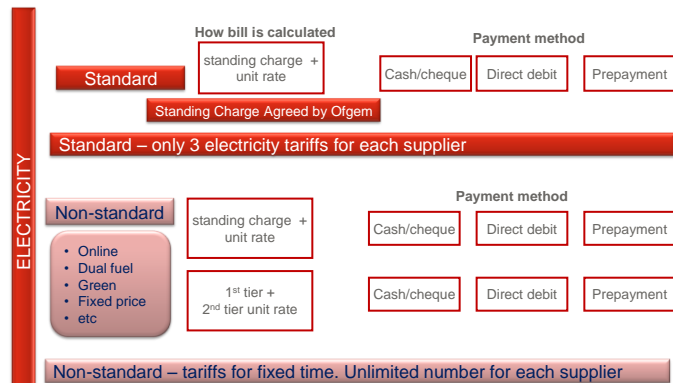 How bill is calculated
Payment method
Standard
standing charge +
unit rate
Cash/cheque
Direct debit
Prepayment
Standing Charge Agreed by Ofgem
Standard – only 3 electricity tariffs for each supplier
ELECTRICITY
Payment method
Non-standard
standing charge +
unit rate
Cash/cheque
Direct debit
Prepayment
• Online
• Dual fuel
• Green
• Fixed price
• etc
1st tier +
2nd tier unit rate
Cash/cheque
Direct debit
Prepayment
Non-standard – tariffs for fixed time. Unlimited number for each supplier